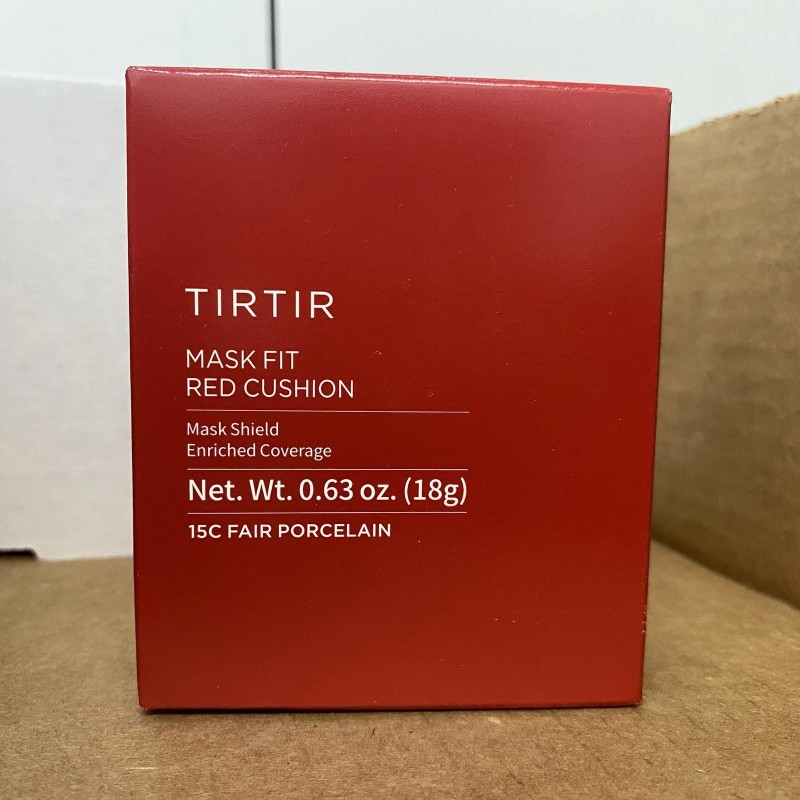 TIRTIR
MASK FIT
RED CUSHION
Mask Shield
Enriched Coverage
Net. Wt. 0.63 oz. (18g)
15C FAIR PORCELAIN